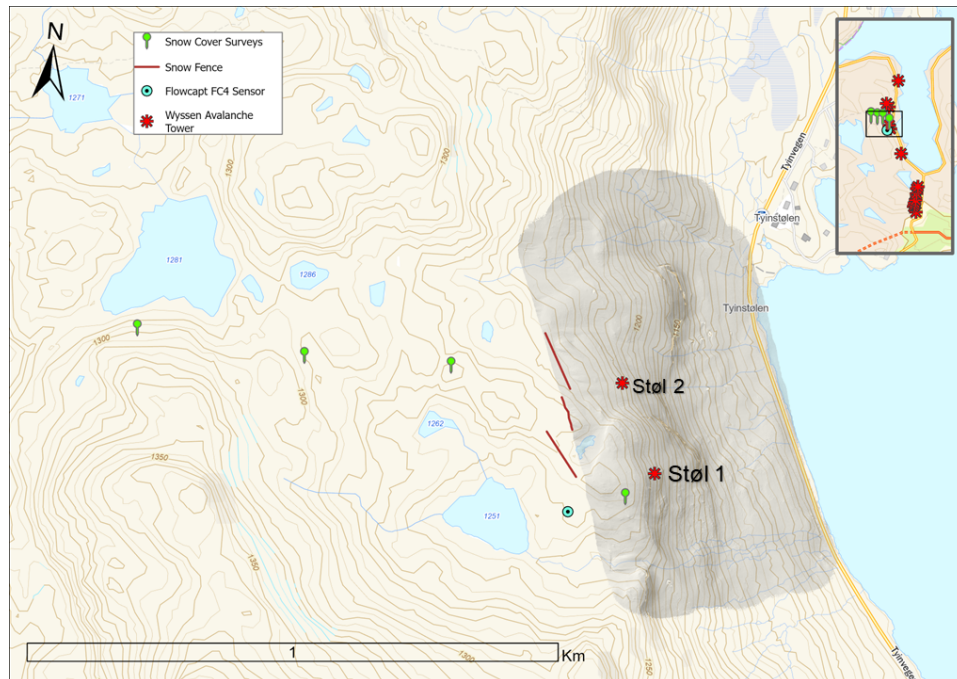 N
Snow Cover Surveys
Snow Fence
Flowcapt FC4 Sensor
Wyssen Avalanche
Tower
1271
1300
Tyinvegen
Tyinstølen
1281
1286
Tyinstølen
1300
1200
1150
1300
Støl 2
1262
1350
Støl 1
1251
1350
1300
1250
1
Km
Tyinvegen